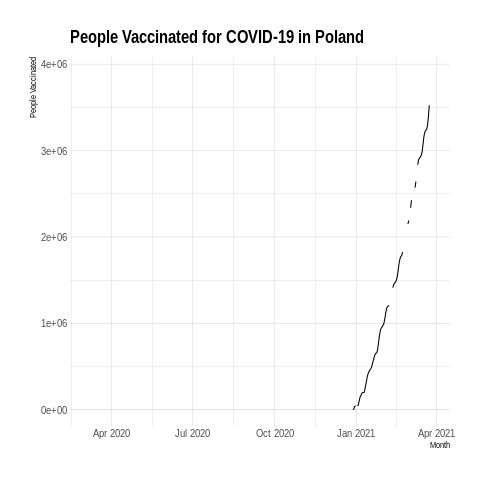 People Vaccinated for COVID-19 in Poland
People Vaccinated
4e+06
3e+06
2e+06
1e+06
0e+00
Apr 2020 Jul 2020 Oct 2020 Jan 2021 Apr 2021
Month